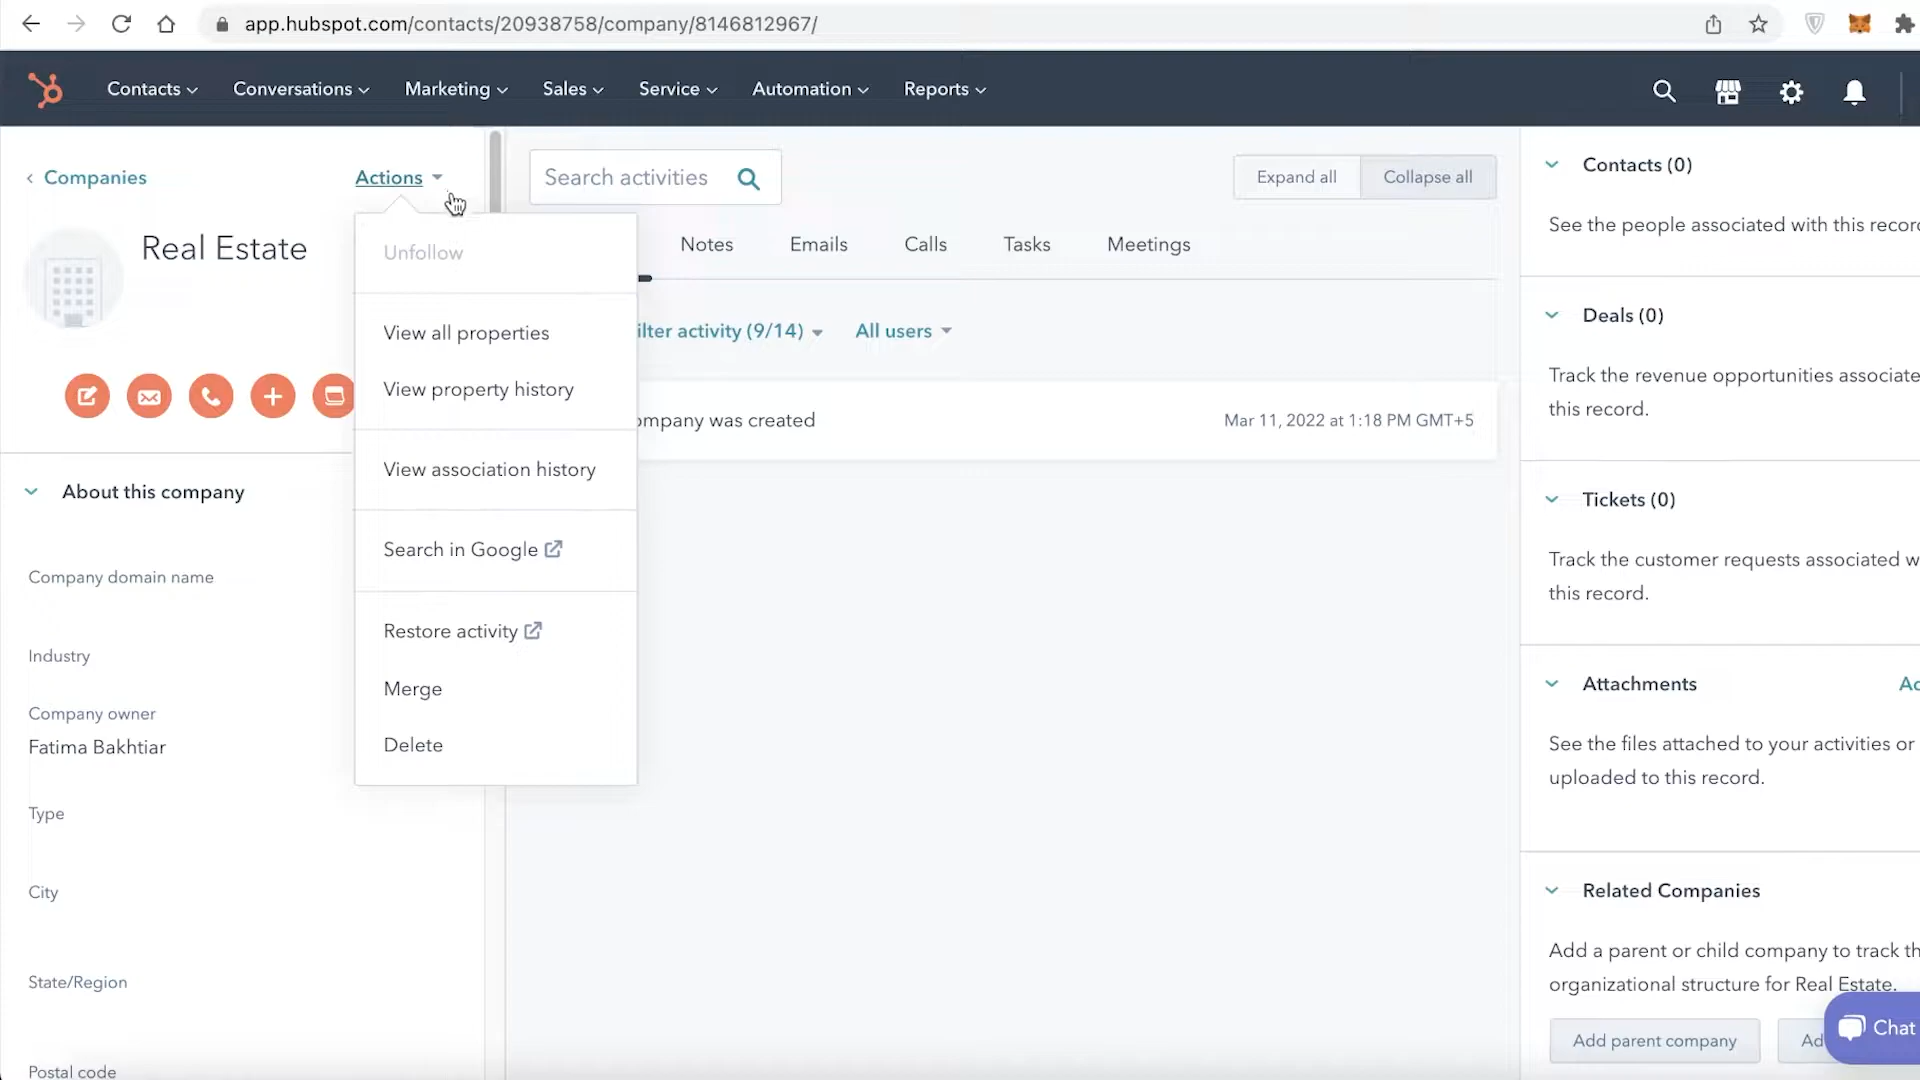 app.hubspot.com/contacts/20938758/company/8146812967/
Contacts
Conversations
Marketing
Sales
Service
Automation
Reports
Companies
Actions
Real Estate
Unfollow
View all properties
View property history
View association history
Search in Google
Restore activity
Merge
Delete
About this company
Company domain name
Industry
Company owner
Fatima Bakhtiar
Type
City
State/Region
Postal code
Search activities
Expand all
Collapse all
Notes
Emails
Calls
Tasks
Meetings
ilter activity (9/14)
All users
ompany was created
Mar 11, 2022 at 1:18 PM GMT+5
Contacts (0)
See the people associated with this recor
Deals (0)
Track the revenue opportunities associate
this record.
Tickets (0)
Track the customer requests associated w
this record.
Attachments
Ac
See the files attached to your activities or
uploaded to this record.
Related Companies
Add a parent or child company to track th
organizational structure for Real Estate.
Add parent company
Ad
Chat